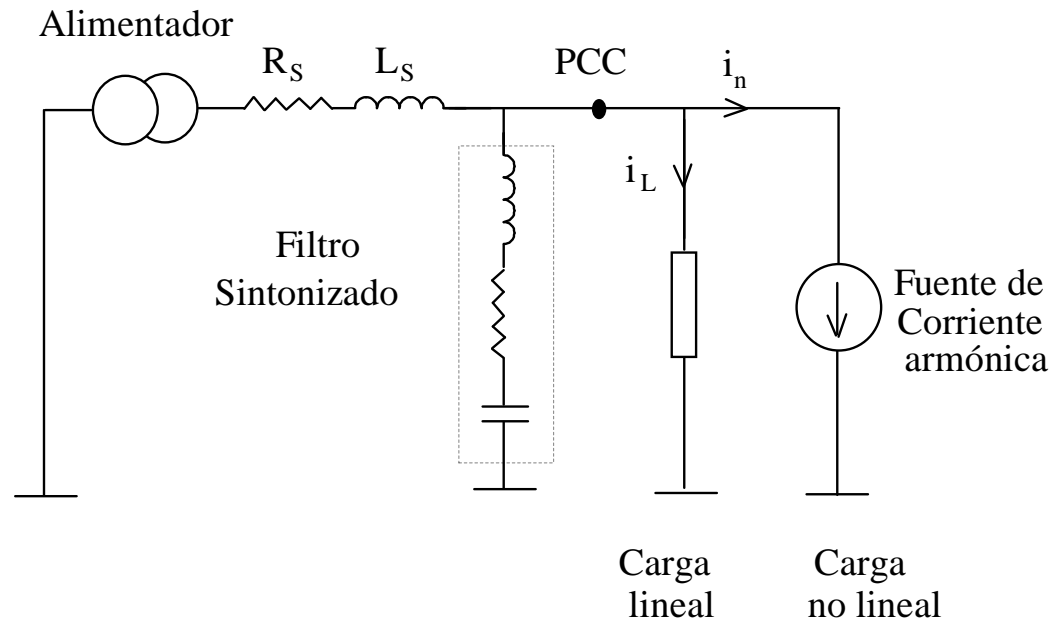 Alimentador
R_S
L_S
PCC
i_n
i_L
Filtro
Sintonizado
Fuente de
Corriente
armónica
Carga
lineal
Carga
no lineal